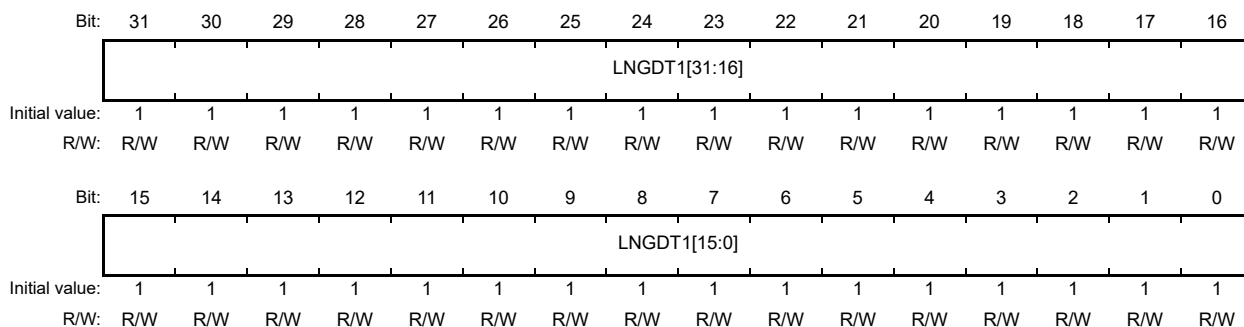 Bit: 31 30 29 28 27 26 25 24 23 22 21 20 19 18 17 16
LNGDT1[31:16]
Initial value: 1 1 1 1 1 1 1 1 1 1 1 1 1 1 1 1
R/W: R/W R/W R/W R/W R/W R/W R/W R/W R/W R/W R/W R/W R/W R/W R/W R/W
Bit: 15 14 13 12 11 10 9 8 7 6 5 4 3 2 1 0
LNGDT1[15:0]
Initial value: 1 1 1 1 1 1 1 1 1 1 1 1 1 1 1 1
R/W: R/W R/W R/W R/W R/W R/W R/W R/W R/W R/W R/W R/W R/W R/W R/W R/W